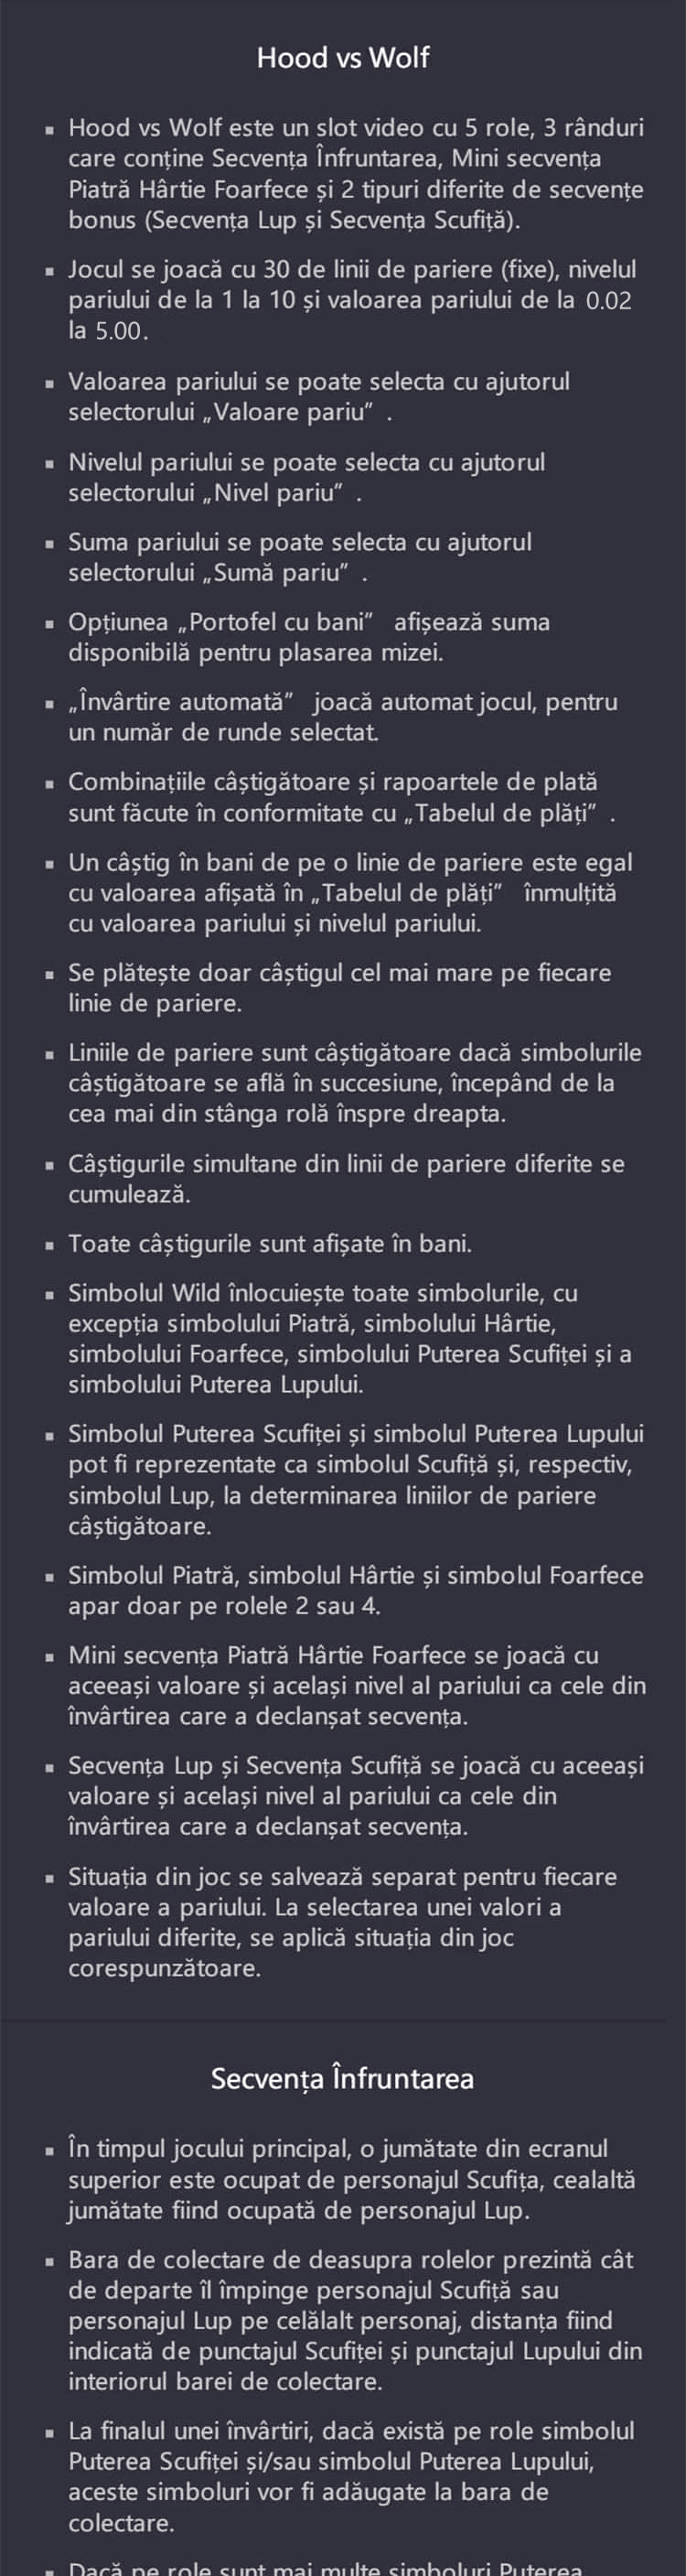 Hood vs Wolf
▪ Hood vs Wolf este un slot video cu 5 role, 3 rânduri
care conține Secvența Înfruntarea, Mini secvența
Piatră Hârtie Foarfece și 2 tipuri diferite de secvențe
bonus (Secvența Lup și Secvența Scufiță).
▪ Jocul se joacă cu 30 de linii de pariere (fixe), nivelul
pariului de la 1 la 10 și valoarea pariului de la 0.02
la 5.00.
▪ Valoarea pariului se poate selecta cu ajutorul
selectorului „Valoare pariu” .
▪ Nivelul pariului se poate selecta cu ajutorul
selectorului „Nivel pariu” .
▪ Suma pariului se poate selecta cu ajutorul
selectorului „Sumă pariu” .
▪ Opțiunea „Portofel cu bani” afișează suma
disponibilă pentru plasarea mizei.
▪ „Învârtire automată” joacă automat jocul, pentru
un număr de runde selectat.
▪ Combinațiile câștigătoare și rapoartele de plată
sunt făcute în conformitate cu „Tabelul de plăți” .
▪ Un câștig în bani de pe o linie de pariere este egal
cu valoarea afișată în „Tabelul de plăți” înmulțită
cu valoarea pariului și nivelul pariului.
▪ Se plătește doar câștigul cel mai mare pe fiecare
linie de pariere.
▪ Liniile de pariere sunt câștigătoare dacă simbolurile
câștigătoare se află în succesiune, începând de la
cea mai din stânga rolă înspre dreapta.
▪ Câștigurile simultane din linii de pariere diferite se
cumulează.
▪ Toate câștigurile sunt afișate în bani.
▪ Simbolul Wild înlocuiește toate simbolurile, cu
excepția simbolului Piatră, simbolului Hârtie,
simbolului Foarfece, simbolului Puterea Scufiței și a
simbolului Puterea Lupului.
▪ Simbolul Puterea Scufiței și simbolul Puterea Lupului
pot fi reprezentate ca simbolul Scufiță și, respectiv,
simbolul Lup, la determinarea liniilor de pariere
câștigătoare.
▪ Simbolul Piatră, simbolul Hârtie și simbolul Foarfece
apar doar pe rolele 2 sau 4.
▪ Mini secvența Piatră Hârtie Foarfece se joacă cu
aceeași valoare și același nivel al pariului ca cele din
învârtirea care a declanșat secvența.
▪ Secvența Lup și Secvența Scufiță se joacă cu aceeași
valoare și același nivel al pariului ca cele din
învârtirea care a declanșat secvența.
▪ Situația din joc se salvează separat pentru fiecare
valoare a pariului. La selectarea unei valori a
pariului diferite, se aplică situația din joc
corespunzătoare.
Secvența Înfruntarea
▪ În timpul jocului principal, o jumătate din ecranul
superior este ocupat de personajul Scufița, cealaltă
jumătate fiind ocupată de personajul Lup.
▪ Bara de colectare de deasupra rolelor prezintă cât
de departe îl împinge personajul Scufiță sau
personajul Lup pe celălalt personaj, distanța fiind
indicată de punctajul Scufiței și punctajul Lupului din
interiorul barei de colectare.
▪ La finalul unei învârtiri, dacă există pe role simbolul
Puterea Scufiței și/sau simbolul Puterea Lupului,
aceste simboluri vor fi adăugate la bara de
colectare.
▪ Dacă pe role sunt mai multe simboluri Puterea